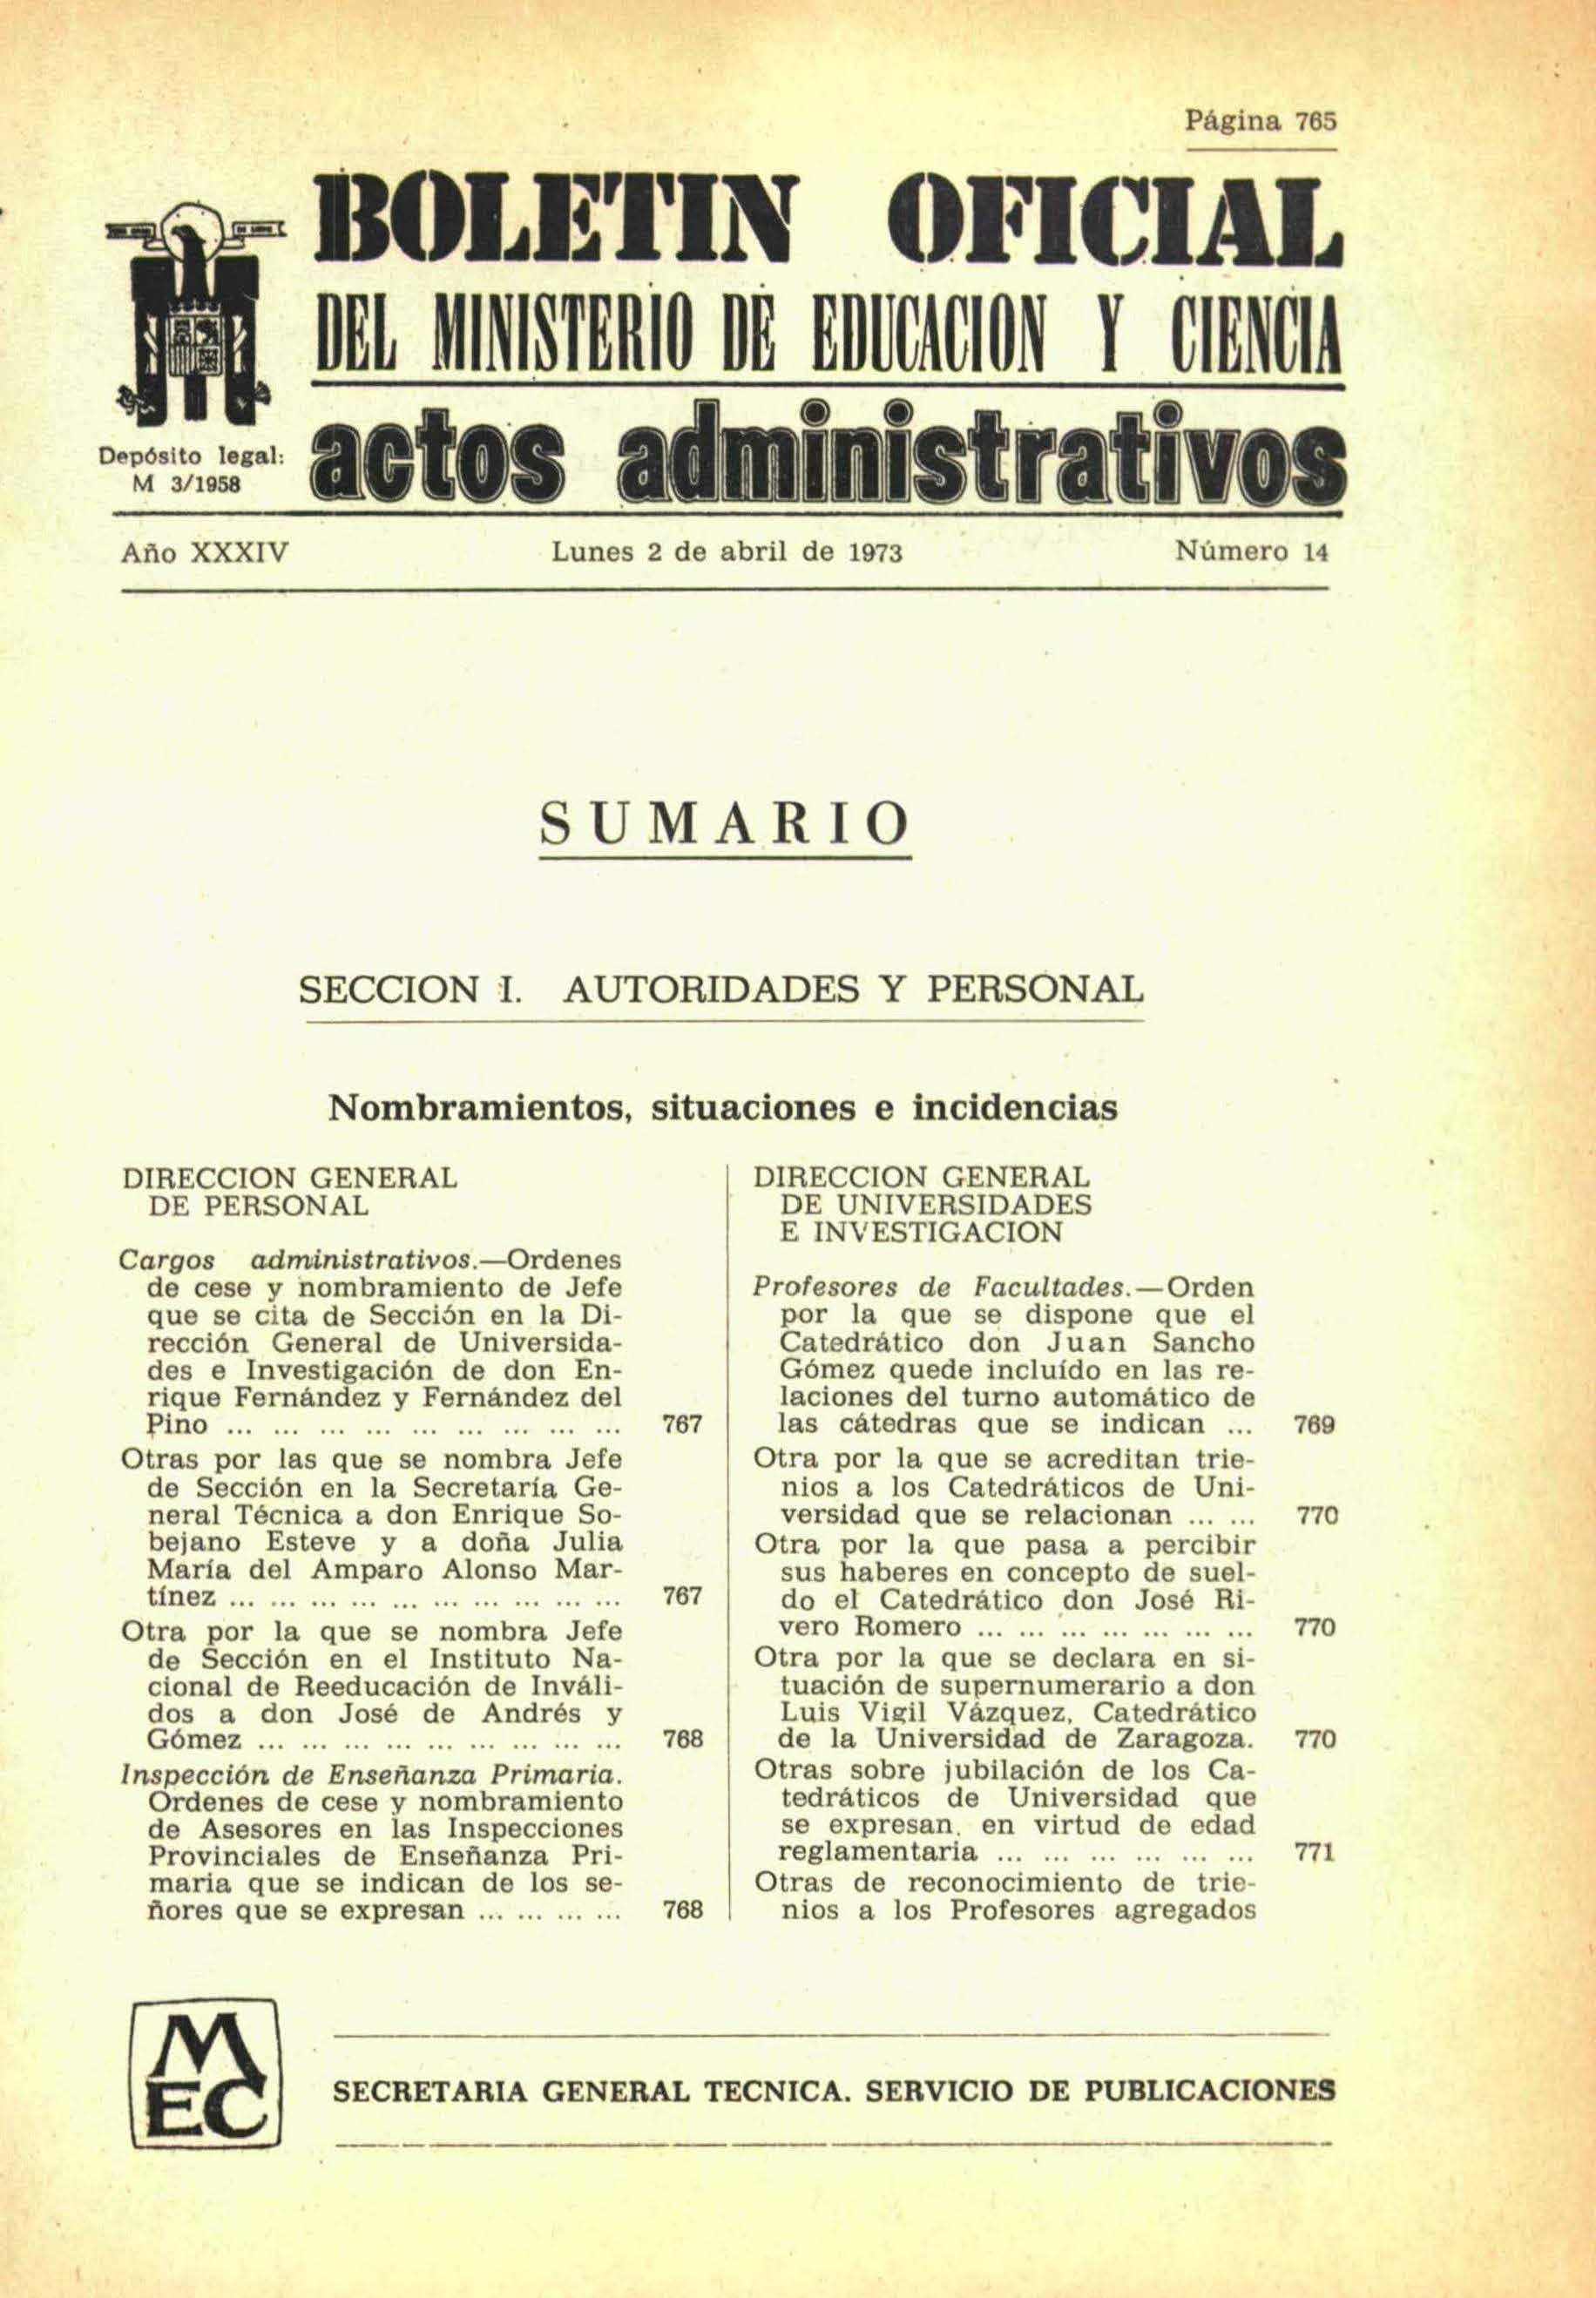 Página 765
BOLETIN OFICIAL
DEL MINISTERIO DE EDUCACION Y CIENCIA
actos administrativos
Depósito legal:
M 3/1958
Año XXXIV Lunes 2 de abril de 1973 Número 14
SUMARIO
SECCION I. AUTORIDADES Y PERSONAL
Nombramientos, situaciones e incidencias
DIRECCION GENERAL
DE PERSONAL
Cargos administrativos.—Ordenes
de cese y nombramiento de Jefe
que se cita de Sección en la Di-
rección General de Universida-
des e Investigación de don En-
rique Fernández y Fernández del
Pino ... ... ... ... ... ... ... ... ... 767
Otras por las que se nombra Jefe
de Sección en la Secretaría Ge-
neral Técnica a don Enrique So-
bejano Esteve y a doña Julia
María del Amparo Alonso Mar-
tínez ... ... ... ... ... ... ... ... ... ... 767
Otra por la que se nombra Jefe
de Sección en el Instituto Na-
cional de Reeducación de Inváli-
dos a don José de Andrés y
Gómez ... ... ... ... ... ... ... ... ... 768
Inspección de Enseñanza Primaria.
Ordenes de cese y nombramiento
de Asesores en las Inspecciones
Provinciales de Enseñanza Pri-
maria que se indican de los se-
ñores que se expresan ... ... ... ... 768
DIRECCION GENERAL
DE UNIVERSIDADES
E INVESTIGACION
Profesores de Facultades.—Orden
por la que se dispone que el
Catedrático don Juan Sancho
Gómez quede incluído en las re-
laciones del turno automático de
las cátedras que se indican ... 769
Otra por la que se acreditan trie-
nios a los Catedráticos de Uni-
versidad que se relacionan ... ... 770
Otra por la que pasa a percibir
sus haberes en concepto de suel-
do el Catedrático don José Ri-
vero Romero ... ... ... ... ... ... ... 770
Otra por la que se declara en si-
tuación de supernumerario a don
Luis Vigil Vázquez, Catedrático
de la Universidad de Zaragoza. 770
Otras sobre jubilación de los Ca-
tedráticos de Universidad que
se expresan, en virtud de edad
reglamentaria ... ... ... ... ... ... 771
Otras de reconocimiento de trie-
nios a los Profesores agregados
MEC
SECRETARIA GENERAL TECNICA. SERVICIO DE PUBLICACIONES